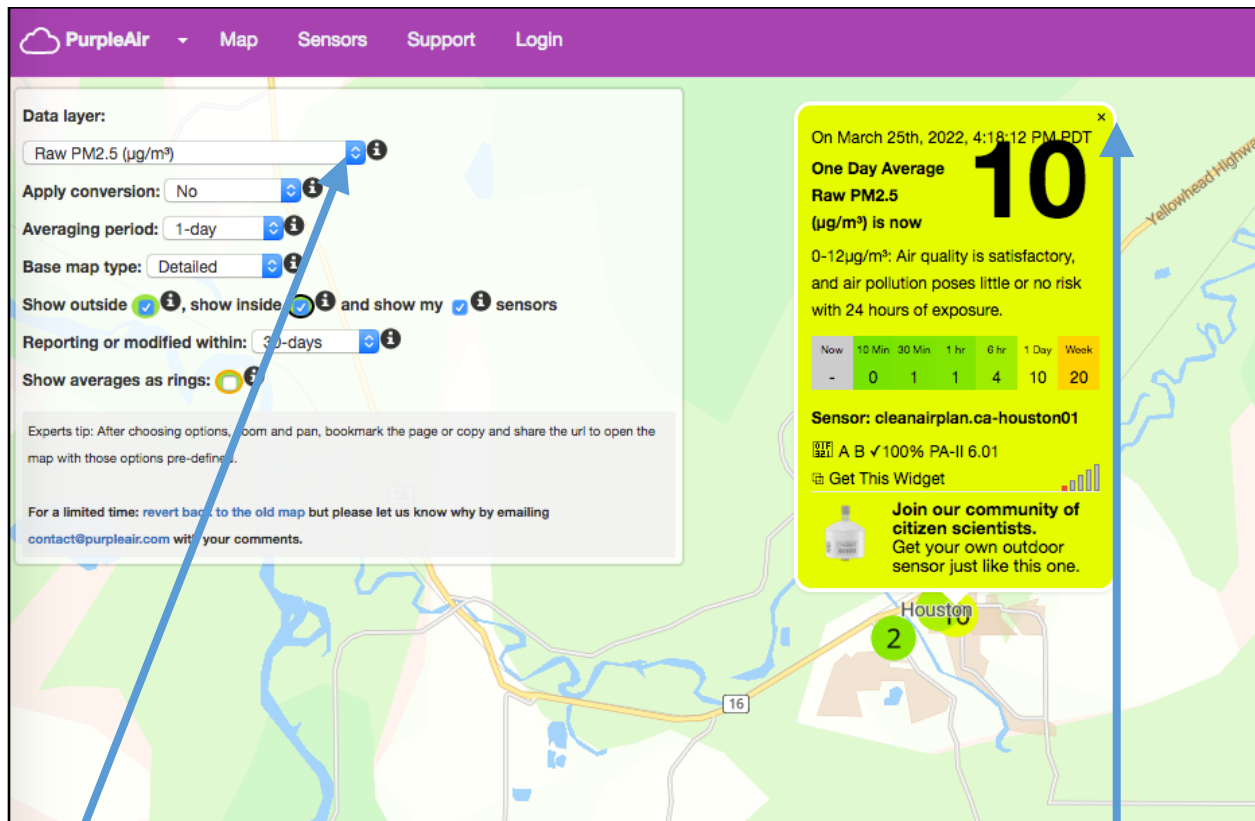 PurpleAir Map Sensors Support Login
Data layer:
Raw PM2.5 (µg/m³)
Apply conversion: No
Averaging period: 1-day
Base map type: Detailed
Show outside , show inside and show my sensors
Reporting or modified within: 30-days
Show averages as rings:
Experts tip: After choosing options, zoom and pan, bookmark the page or copy and share the url to open the
map with those options pre-defined.
For a limited time: revert back to the old map but please let us know why by emailing
contact@purpleair.com with your comments.
×
On March 25th, 2022, 4:18:12 PM PDT
One Day Average
Raw PM2.5
(µg/m³) is now
10
0-12µg/m³: Air quality is satisfactory,
and air pollution poses little or no risk
with 24 hours of exposure.
Now 10 Min 30 Min 1 hr 6 hr 1 Day Week
- 0 1 1 4 10 20
Sensor: cleanairplan.ca-houston01
A B ✓100% PA-II 6.01
Get This Widget
Join our community of
citizen scientists.
Get your own outdoor
sensor just like this one.
Yellowhead Highwa
16
Houston
10
2
16